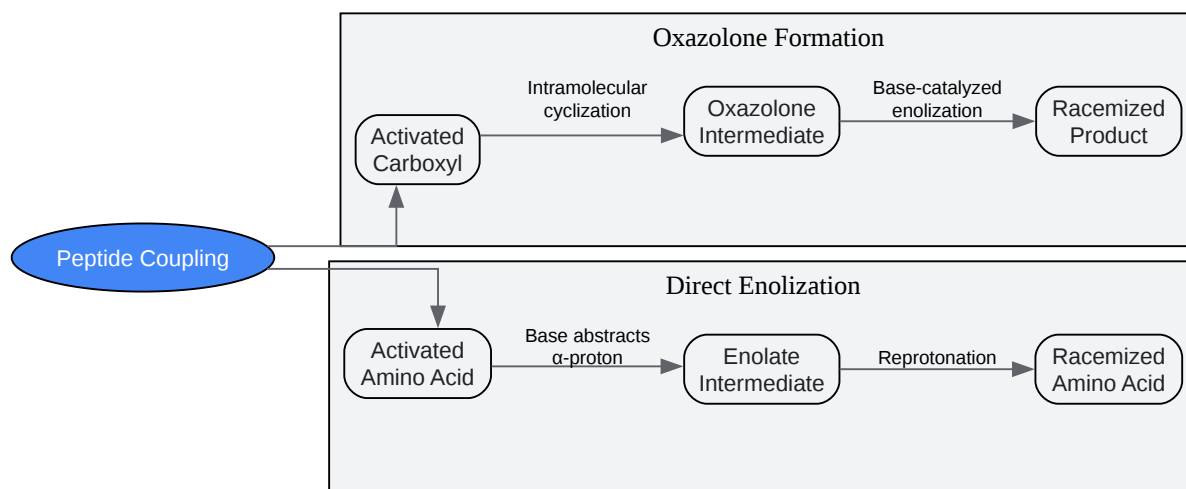 Oxazolone Formation
Intramolecular
cyclization
Base-catalyzed
enolization
Activated
Carboxyl
Oxazolone
Intermediate
Racemized
Product
Peptide Coupling
Direct Enolization
Base abstracts
α-proton
Reprotonation
Activated
Amino Acid
Enolate
Intermediate
Racemized
Amino Acid